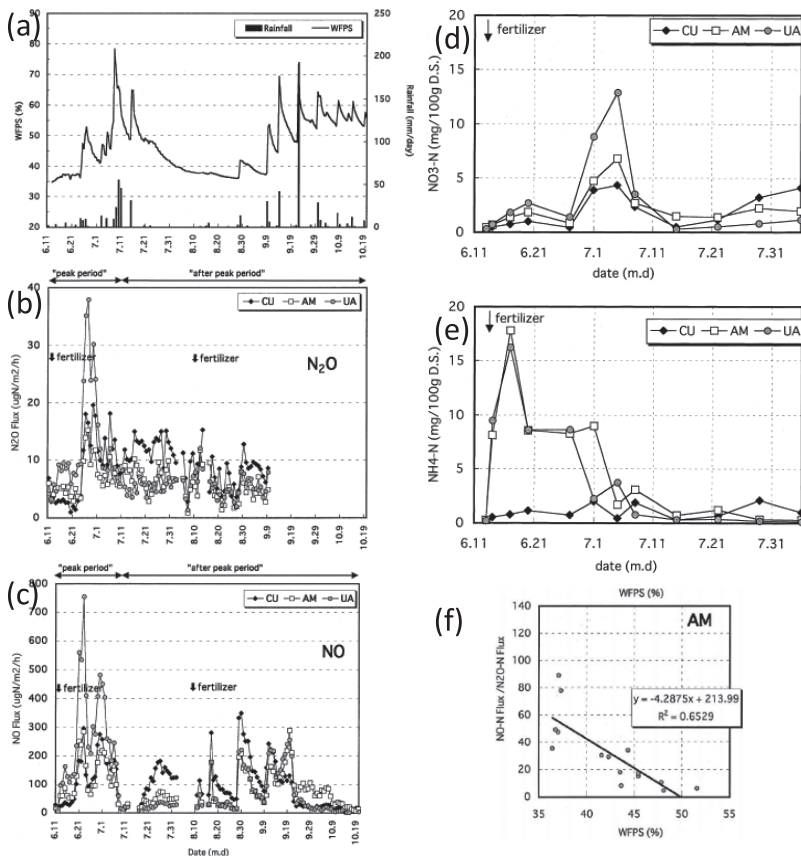 (a)
90
80
70
60
50
40
30
20
WFPS (%)
Rainfall WFPS
250
200
150
100
50
0
Rainfall (mm/day)
6.11 6.21 7.1 7.11 7.21 7.31 8.10 8.20 8.30 9.9 9.19 9.29 10.9 10.19
"peak period" "after peak period"
(b)
40
30
20
10
0
N2O Flux (ugN/m2/h)
CU AM UA
fertilizer fertilizer
N₂O
6.11 6.21 7.1 7.11 7.21 7.31 8.10 8.20 8.30 9.9 9.19 9.29 10.9 10.19
"peak period" "after peak period"
(c)
800
700
600
500
400
300
200
100
0
NO Flux (ugN/m2/h)
CU AM UA
NO
fertilizer fertilizer
6.11 6.21 7.1 7.11 7.21 7.31 8.10 8.20 8.30 9.9 9.19 9.29 10.9 10.19
Date (m.d)
(d)
20
15
10
5
0
NO3-N (mg/100g D.S.)
fertilizer
CU AM UA
6.11 6.21 7.1 7.11 7.21 7.31
date (m.d)
(e)
20
15
10
5
0
NH4-N (mg/100g D.S.)
fertilizer
CU AM UA
6.11 6.21 7.1 7.11 7.21 7.31
date (m.d)
(f)
WFPS (%)
140
120
100
80
60
40
20
0
NO-N Flux /N2O-N Flux
AM
y = -4.2875x + 213.99
R² = 0.6529
35 40 45 50 55
WFPS (%)